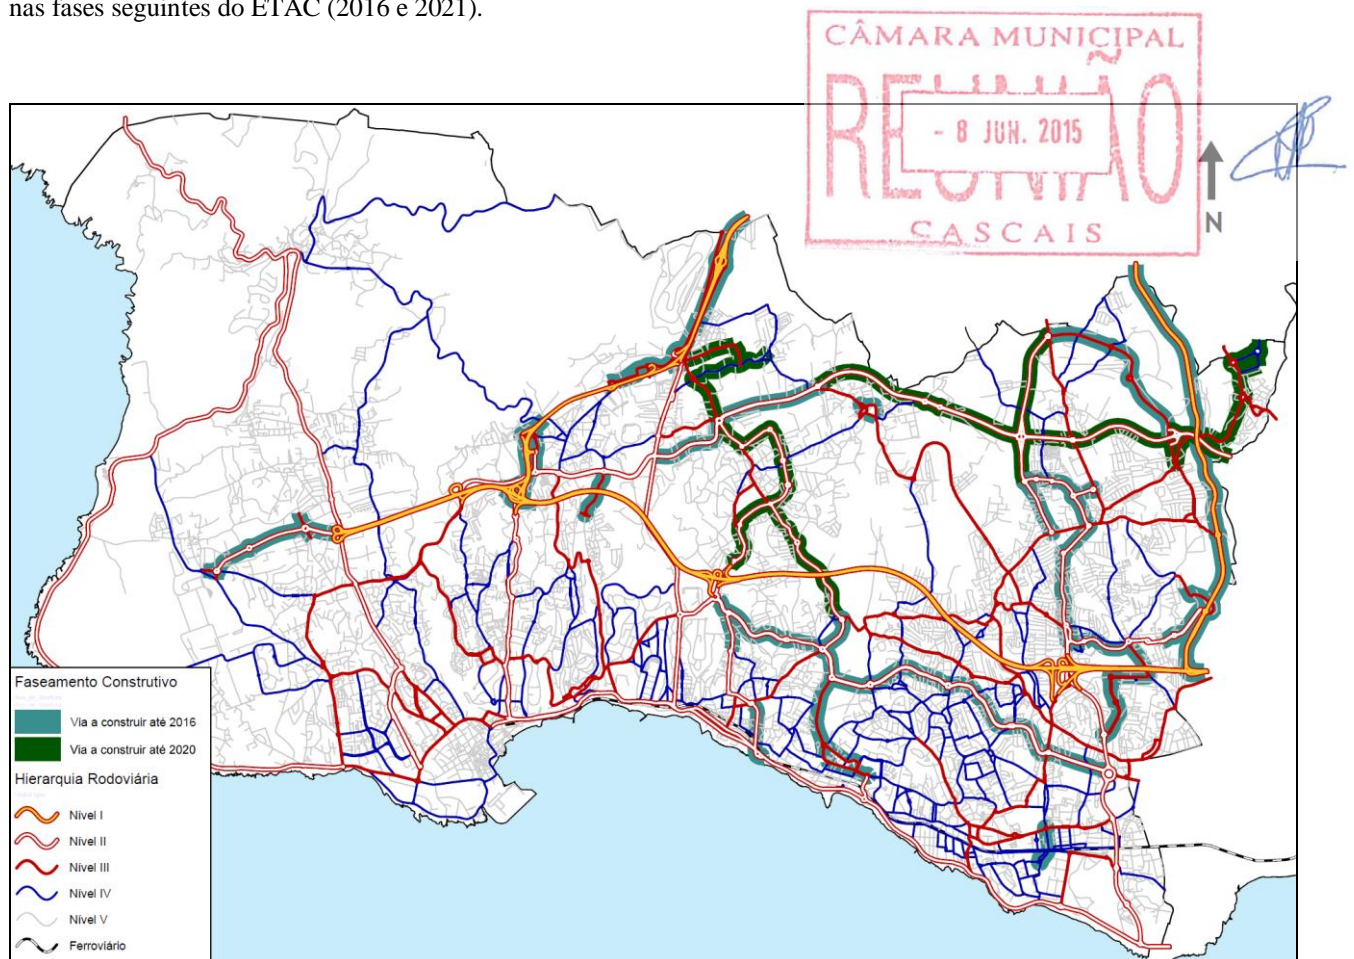 nas fases seguintes do ETAC (2016 e 2021).
CÂMARA MUNICIPAL
REUNIÃO
- 8 JUN. 2015
CASCAIS
N
Faseamento Construtivo
Via a construir até 2016
Via a construir até 2020
Hierarquia Rodoviária
Nível I
Nível II
Nível III
Nível IV
Nível V
Ferroviário